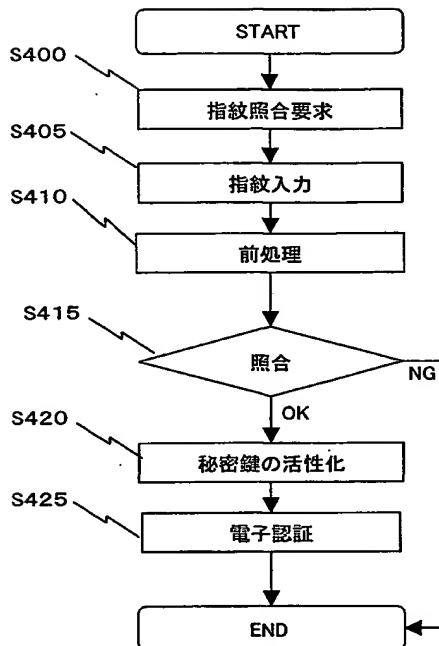 START
S400
指紋照合要求
S405
指紋入力
S410
前処理
S415
照合
NG
OK
S420
秘密鍵の活性化
S425
電子認証
END